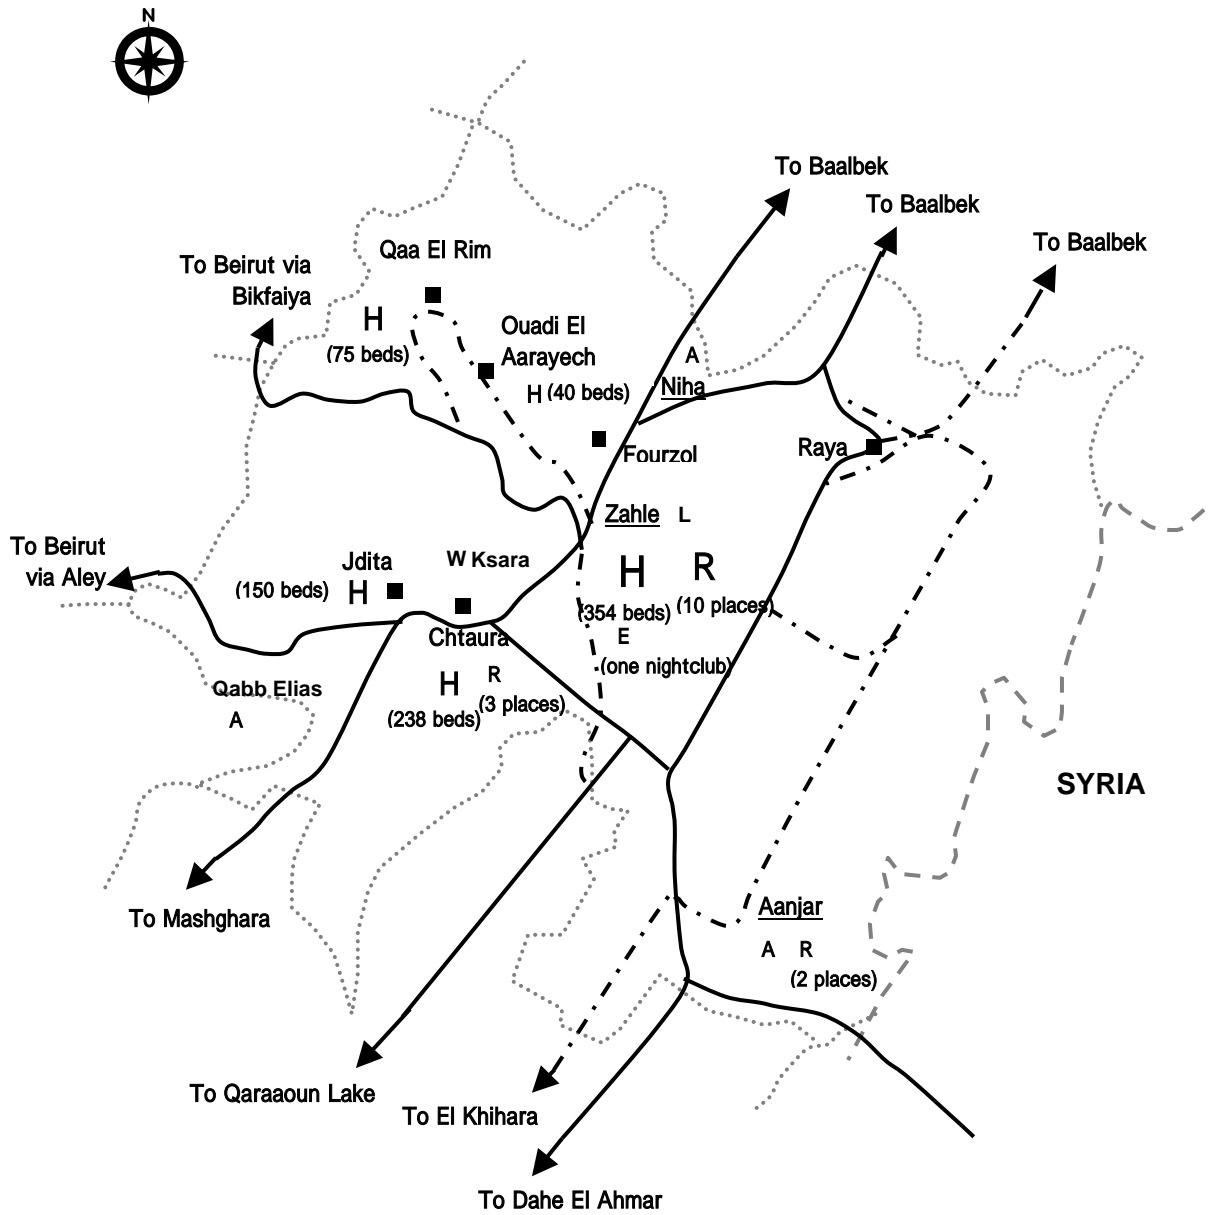 N
To Baalbek
To Baalbek
To Baalbek
Qaa El Rim
To Beirut via
Bikfaiya
H
(75 beds)
Ouadi El
Aarayech
H (40 beds)
A
Niha
Fourzol
Raya
Zahle L
To Beirut
via Aley
Jdita
(150 beds) H
W Ksara
H R
(354 beds) (10 places)
E
(one nightclub)
Chtaura
H R
(238 beds) (3 places)
Qabb Elias
A
SYRIA
To Mashghara
Aanjar
A R
(2 places)
To Qaraaoun Lake
To El Khihara
To Dahe El Ahmar